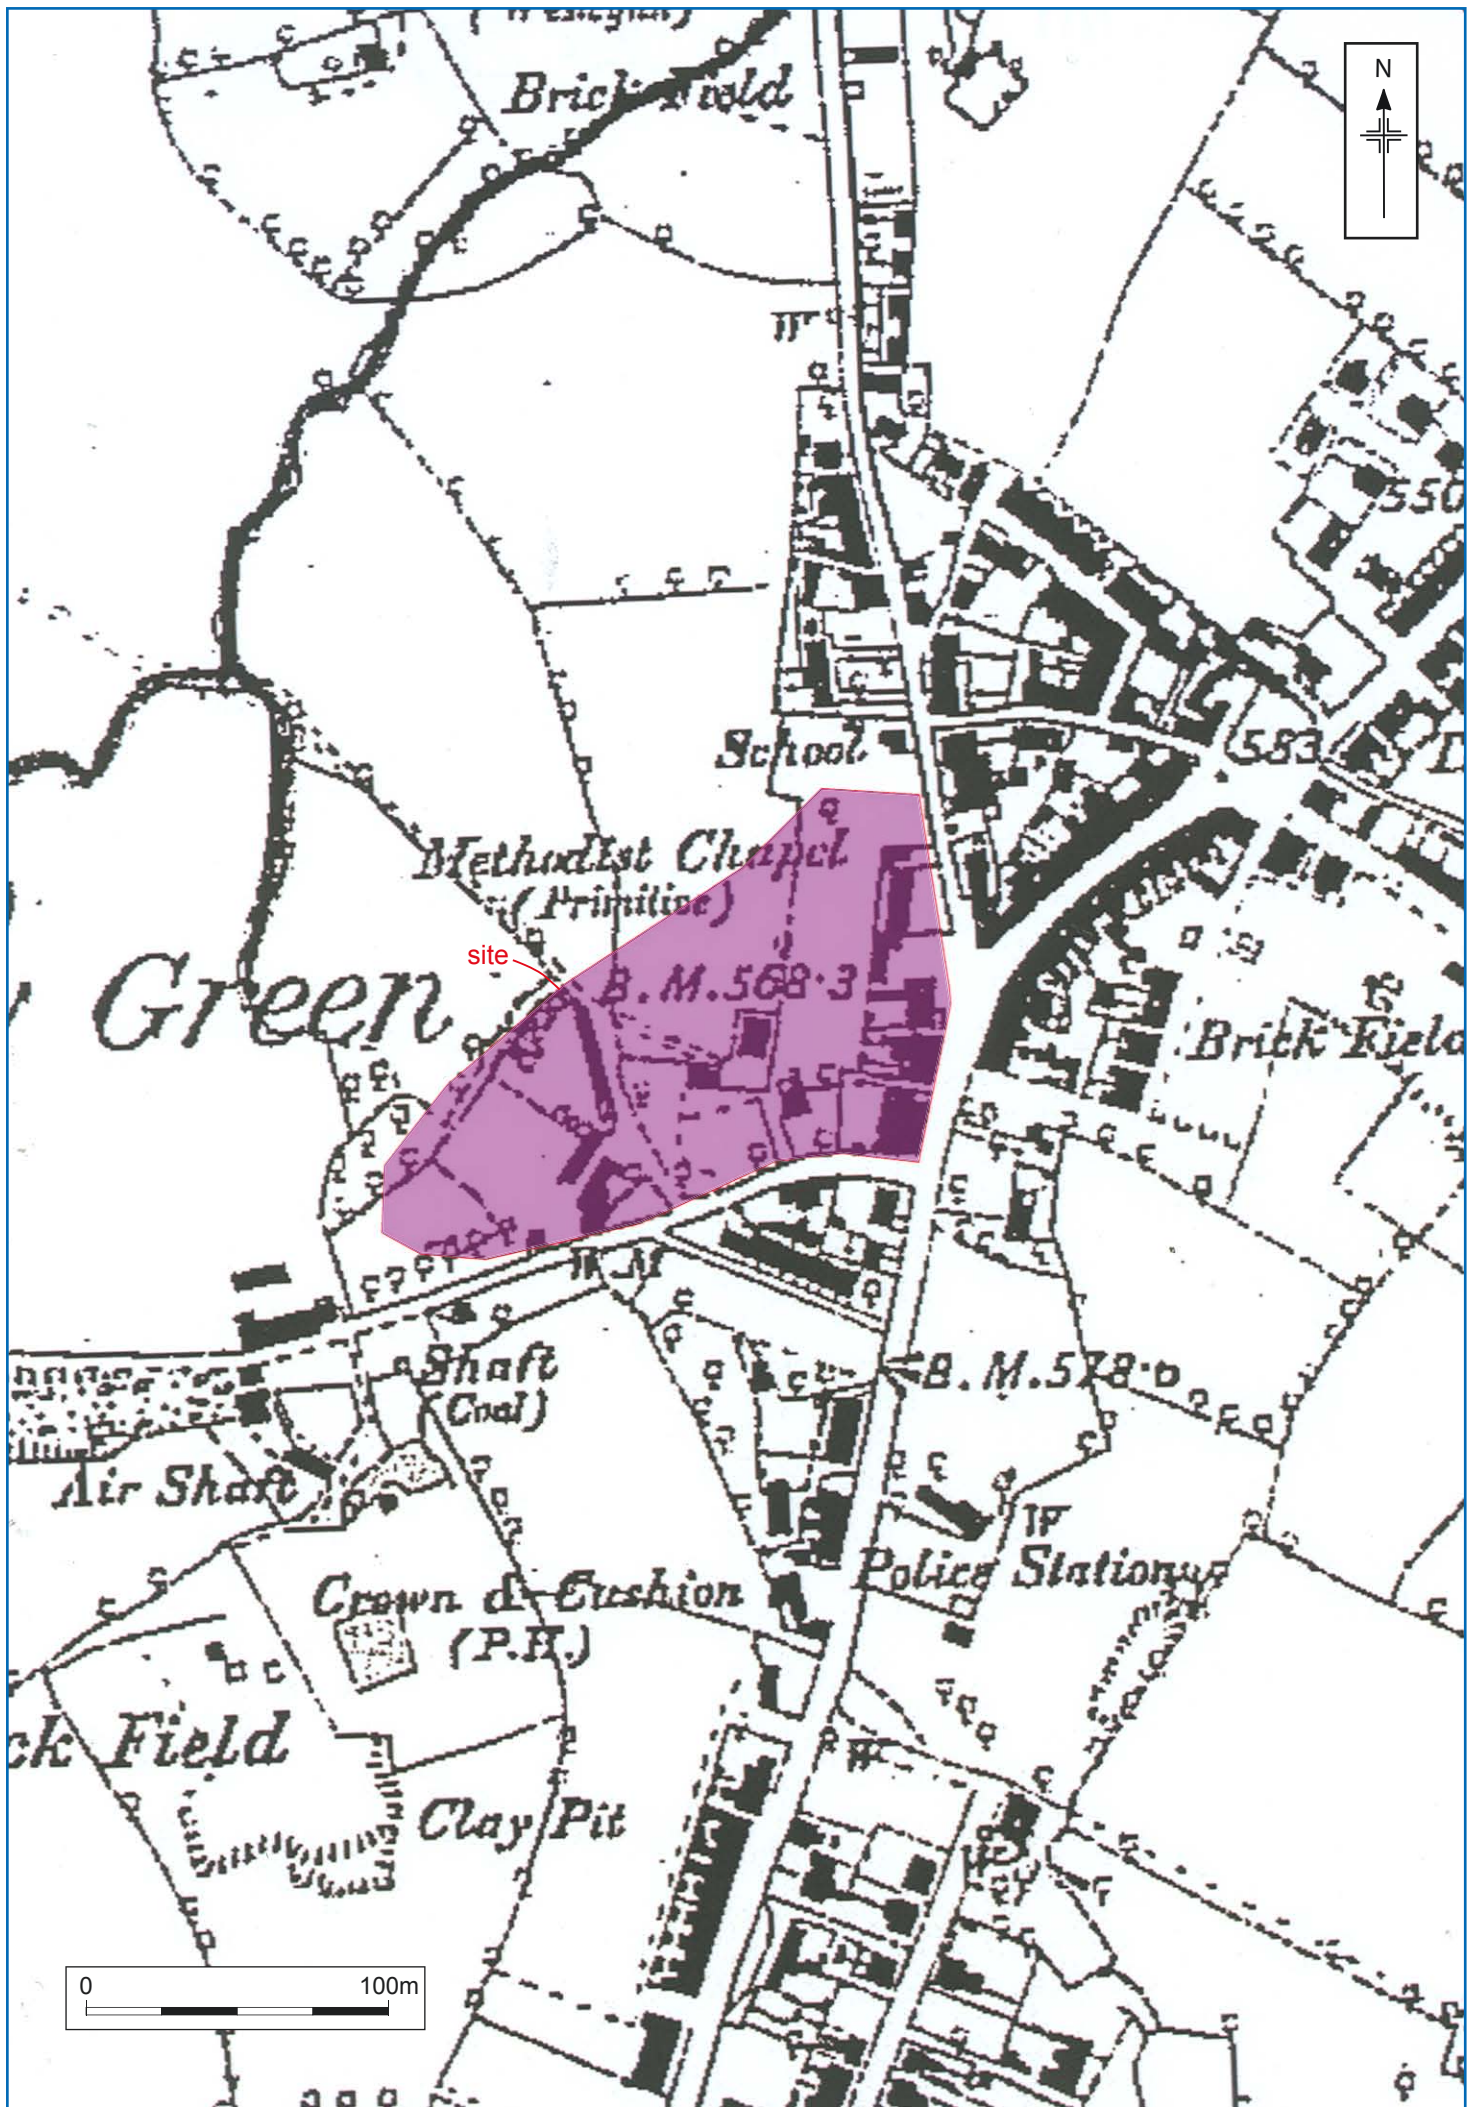 (Wesleyan)
Brick Field
N
W
550
School
583
Methodist Chapel
(Primitive)
site
B.M.568·3
Green
Brick Field
W.M
Shaft
(Coal)
B.M.578·0
Air Shaft
W
Police Station
Crown & Cushion
(P.H.)
ck Field
W
Clay Pit
0 100m